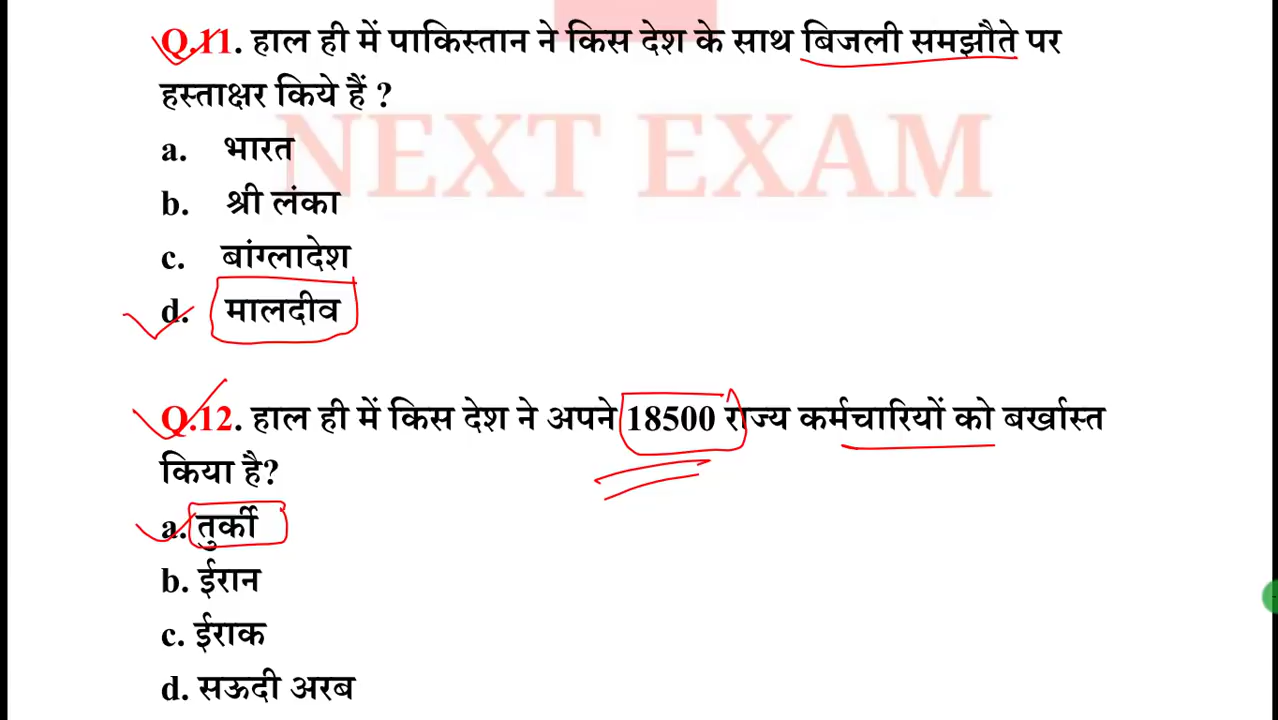 Q.11. हाल ही में पाकिस्तान ने किस देश के साथ बिजली समझौते पर
हस्ताक्षर किये हैं ?
NEXT EXAM
a. भारत
b. श्री लंका
c. बांग्लादेश
d. मालदीव
Q.12. हाल ही में किस देश ने अपने 18500 राज्य कर्मचारियों को बर्खास्त
किया है?
a. तुर्की
b. ईरान
c. ईराक
d. सऊदी अरब